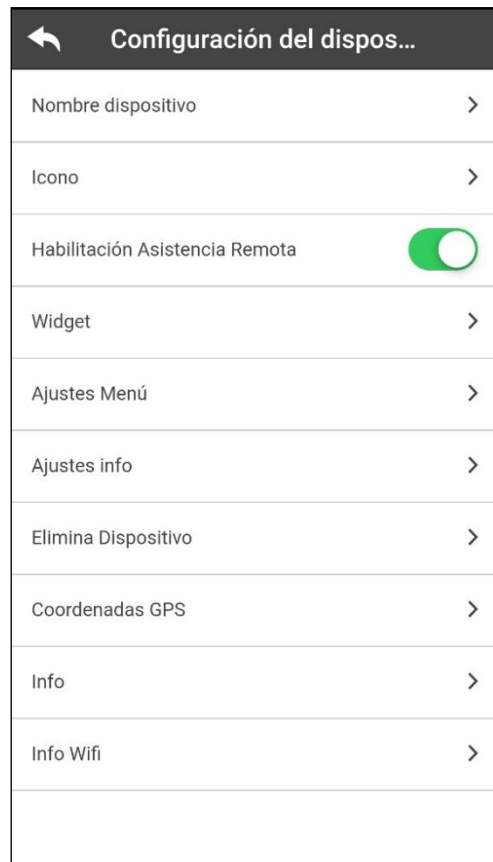 Configuración del dispos...
Nombre dispositivo
Icono
Habilitación Asistencia Remota
Widget
Ajustes Menú
Ajustes info
Elimina Dispositivo
Coordenadas GPS
Info
Info Wifi